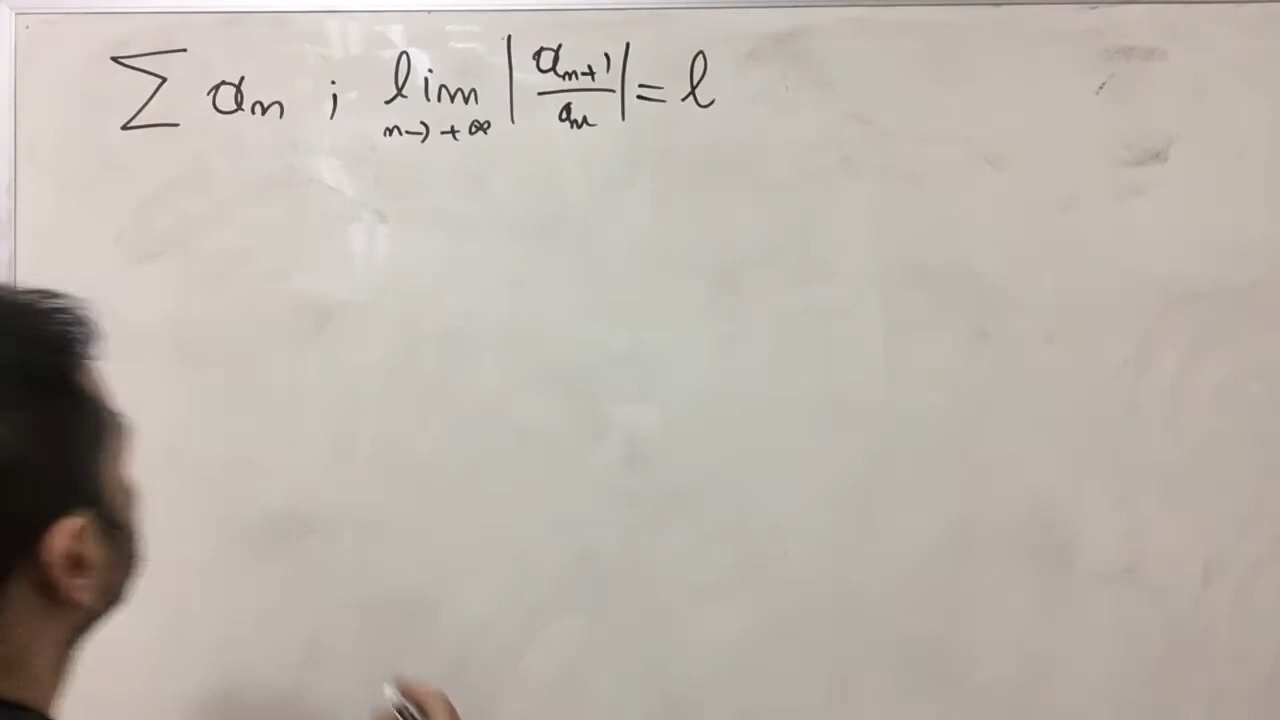 ∑ aₙ ; lim_{n→+∞} |aₙ₊₁/aₙ| = l